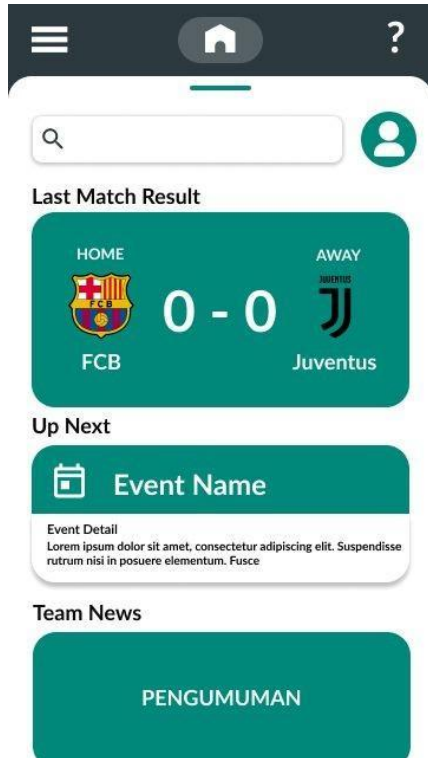 ?
Last Match Result
HOME
AWAY
FCB
JUVENTUS
0 - 0
FCB
Juventus
Up Next
Event Name
Event Detail
Lorem ipsum dolor sit amet, consectetur adipiscing elit. Suspendisse
rutrum nisi in posuere elementum. Fusce
Team News
PENGUMUMAN